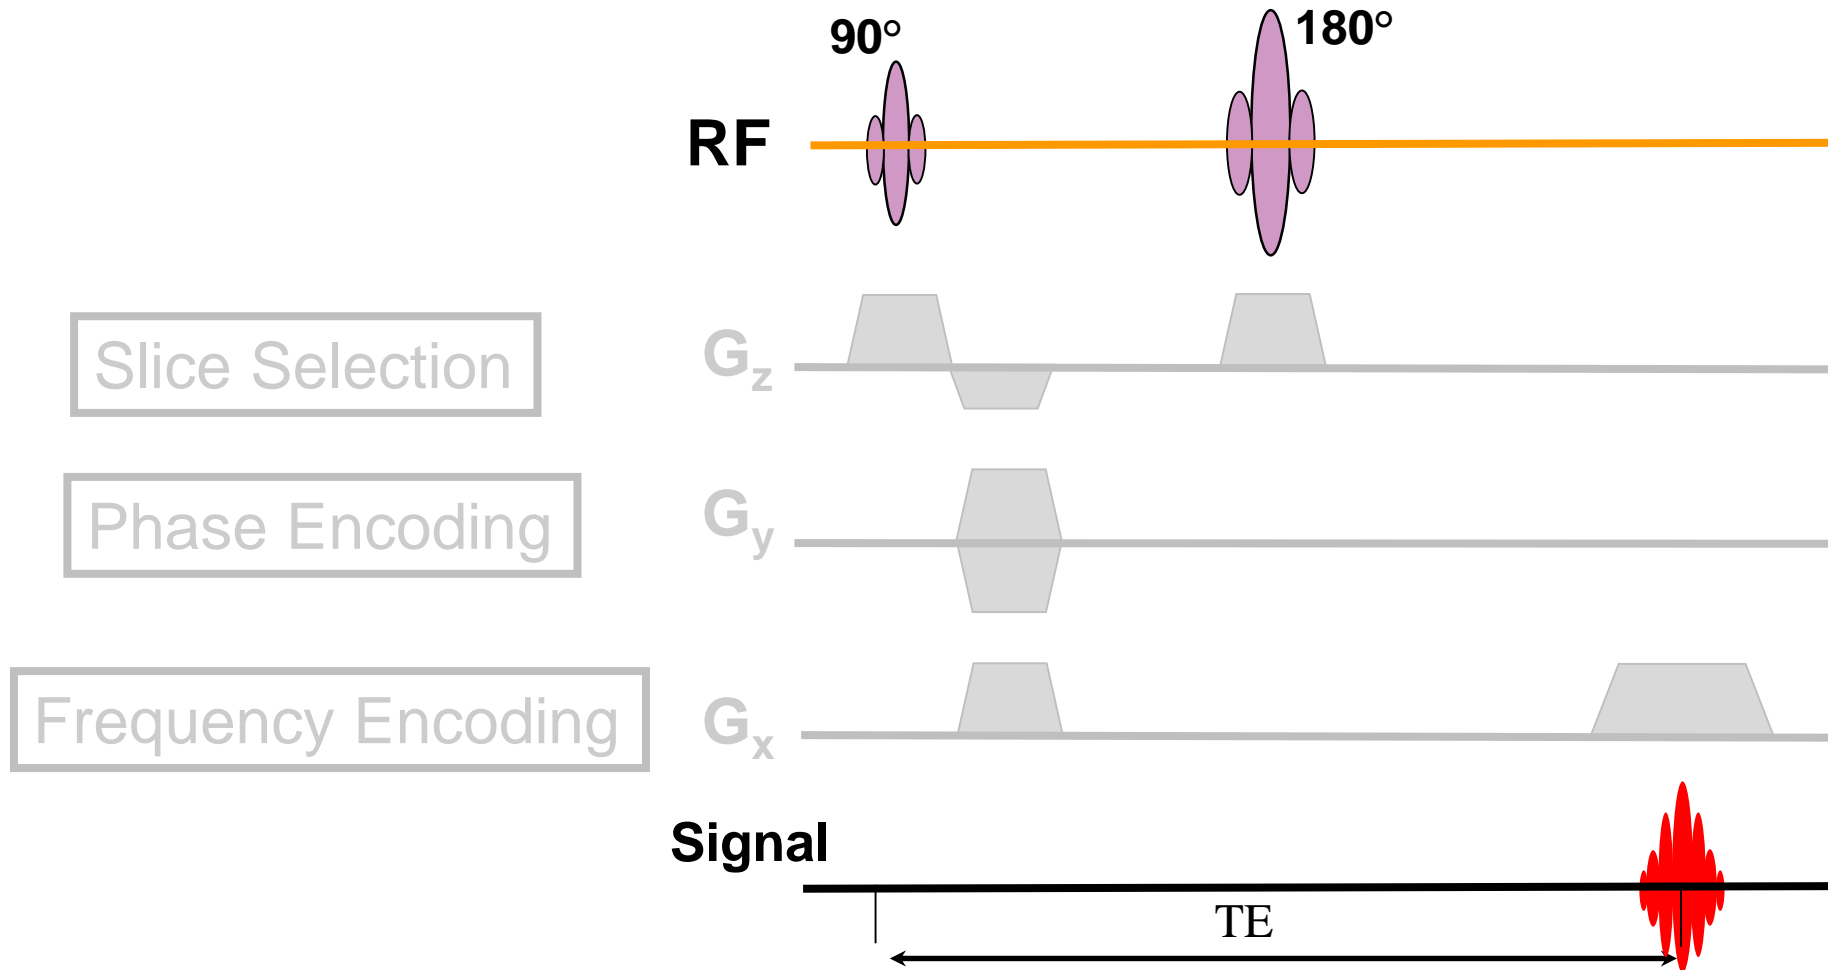 90°
180°
RF
Slice Selection
Gz
Phase Encoding
Gy
Frequency Encoding
Gx
Signal
TE